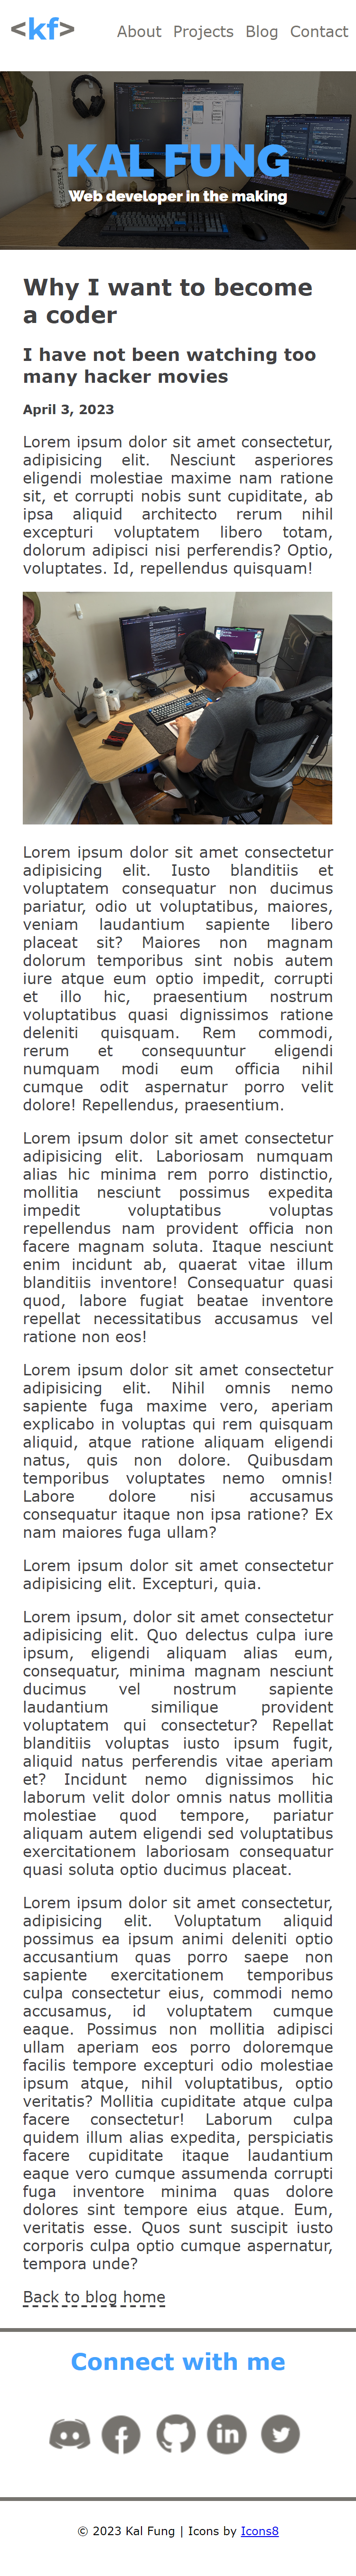 <kf>
About Projects Blog Contact
KAL FUNG
Web developer in the making
Why I want to become
a coder
I have not been watching too
many hacker movies
April 3, 2023
Lorem ipsum dolor sit amet consectetur,
adipisicing elit. Nesciunt asperiores
eligendi molestiae maxime nam ratione
sit, et corrupti nobis sunt cupiditate, ab
ipsa aliquid architecto rerum nihil
excepturi voluptatem libero totam,
dolorum adipisci nisi perferendis? Optio,
voluptates. Id, repellendus quisquam!
Lorem ipsum dolor sit amet consectetur
adipisicing elit. Iusto blanditiis et
voluptatem consequatur non ducimus
pariatur, odio ut voluptatibus, maiores,
veniam laudantium sapiente libero
placeat sit? Maiores non magnam
dolorum temporibus sint nobis autem
iure atque eum optio impedit, corrupti
et illo hic, praesentium nostrum
voluptatibus quasi dignissimos ratione
deleniti quisquam. Rem commodi,
rerum et consequuntur eligendi
numquam modi eum officia nihil
cumque odit aspernatur porro velit
dolore! Repellendus, praesentium.
Lorem ipsum dolor sit amet consectetur
adipisicing elit. Laboriosam numquam
alias hic minima rem porro distinctio,
mollitia nesciunt possimus expedita
impedit voluptatibus voluptas
repellendus nam provident officia non
facere magnam soluta. Itaque nesciunt
enim incidunt ab, quaerat vitae illum
blanditiis inventore! Consequatur quasi
quod, labore fugiat beatae inventore
repellat necessitatibus accusamus vel
ratione non eos!
Lorem ipsum dolor sit amet consectetur
adipisicing elit. Nihil omnis nemo
sapiente fuga maxime vero, aperiam
explicabo in voluptas qui rem quisquam
aliquid, atque ratione aliquam eligendi
natus, quis non dolore. Quibusdam
temporibus voluptates nemo omnis!
Labore dolore nisi accusamus
consequatur itaque non ipsa ratione? Ex
nam maiores fuga ullam?
Lorem ipsum dolor sit amet consectetur
adipisicing elit. Excepturi, quia.
Lorem ipsum, dolor sit amet consectetur
adipisicing elit. Quo delectus culpa iure
ipsum, eligendi aliquam alias eum,
consequatur, minima magnam nesciunt
ducimus vel nostrum sapiente
laudantium similique provident
voluptatem qui consectetur? Repellat
blanditiis voluptas iusto ipsum fugit,
aliquid natus perferendis vitae aperiam
et? Incidunt nemo dignissimos hic
laborum velit dolor omnis natus mollitia
molestiae quod tempore, pariatur
aliquam autem eligendi sed voluptatibus
exercitationem laboriosam consequatur
quasi soluta optio ducimus placeat.
Lorem ipsum dolor sit amet consectetur,
adipisicing elit. Voluptatum aliquid
possimus ea ipsum animi deleniti optio
accusantium quas porro saepe non
sapiente exercitationem temporibus
culpa consectetur eius, commodi nemo
accusamus, id voluptatem cumque
eaque. Possimus non mollitia adipisci
ullam aperiam eos porro doloremque
facilis tempore excepturi odio molestiae
ipsum atque, nihil voluptatibus, optio
veritatis? Mollitia cupiditate atque culpa
facere consectetur! Laborum culpa
quidem illum alias expedita, perspiciatis
facere cupiditate itaque laudantium
eaque vero cumque assumenda corrupti
fuga inventore minima quas dolore
dolores sint tempore eius atque. Eum,
veritatis esse. Quos sunt suscipit iusto
corporis culpa optio cumque aspernatur,
tempora unde?
Back to blog home
Connect with me
© 2023 Kal Fung | Icons by Icons8